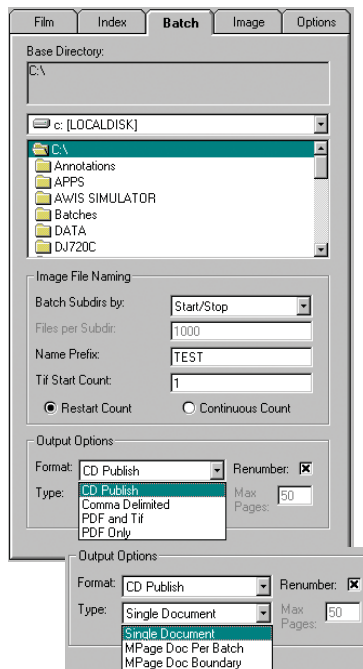 Film Index Batch Image Options
Base Directory:
C:\
c: [LOCALDISK]
C:\
Annotations
APPS
AWIS SIMULATOR
Batches
DATA
DJ720C
Image File Naming
Batch Subdirs by: Start/Stop
Files per Subdir: 1000
Name Prefix: TEST
Tif Start Count: 1
Restart Count Continuous Count
Output Options
Format: CD Publish Renumber:
Type: CD Publish Max Pages: 50
Comma Delimited
PDF and Tif
PDF Only
Output Options
Format: CD Publish Renumber:
Type: Single Document Max Pages: 50
Single Document
MPage Doc Per Batch
MPage Doc Boundary